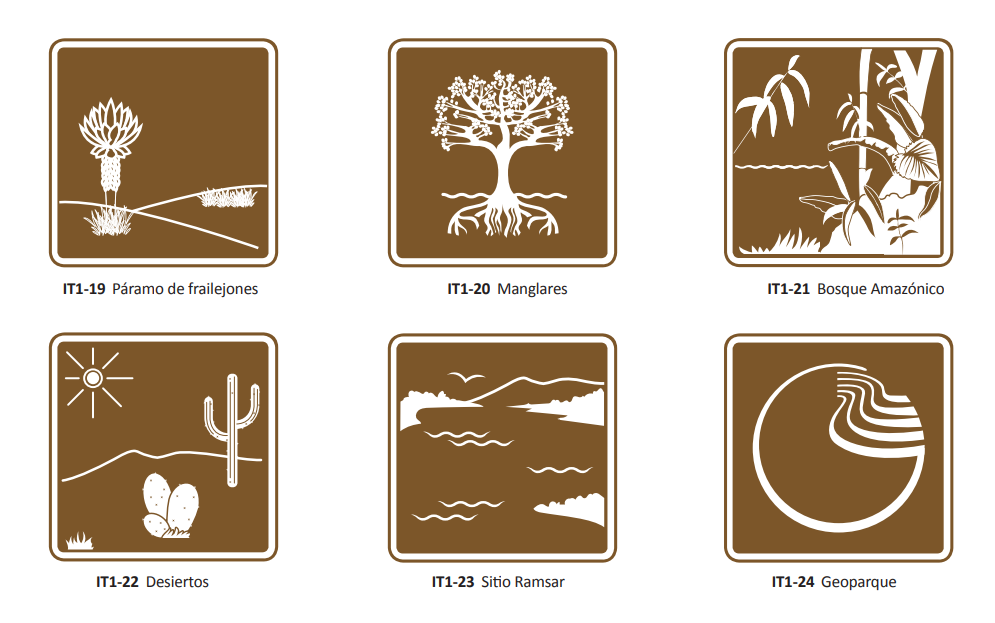 IT1-19 Páramo de frailejones
IT1-20 Manglares
IT1-21 Bosque Amazónico
IT1-22 Desiertos
IT1-23 Sitio Ramsar
IT1-24 Geoparque